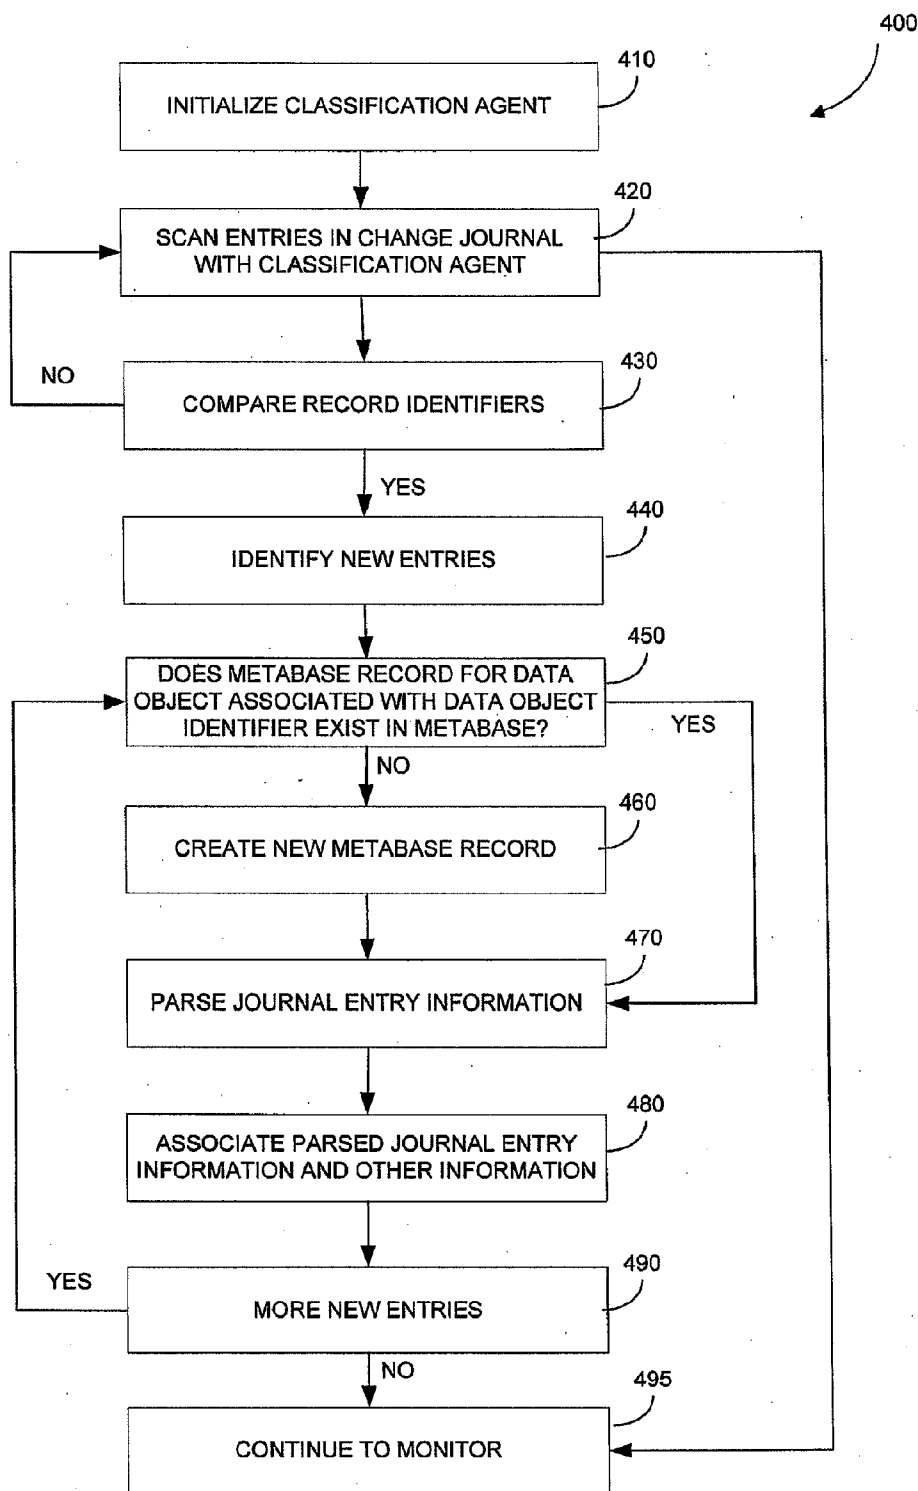 400
410
INITIALIZE CLASSIFICATION AGENT
420
SCAN ENTRIES IN CHANGE JOURNAL
WITH CLASSIFICATION AGENT
430
NO
COMPARE RECORD IDENTIFIERS
YES
440
IDENTIFY NEW ENTRIES
450
DOES METABASE RECORD FOR DATA
OBJECT ASSOCIATED WITH DATA OBJECT
IDENTIFIER EXIST IN METABASE?
YES
NO
460
CREATE NEW METABASE RECORD
470
PARSE JOURNAL ENTRY INFORMATION
480
ASSOCIATE PARSED JOURNAL ENTRY
INFORMATION AND OTHER INFORMATION
490
YES
MORE NEW ENTRIES
NO
495
CONTINUE TO MONITOR